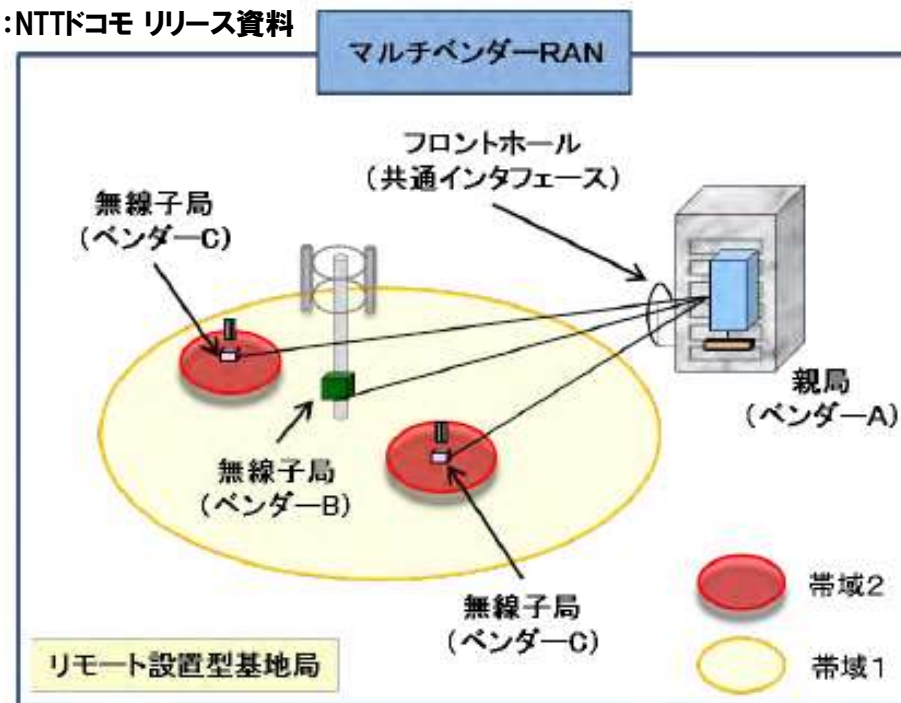 :NTTドコモ リリース資料
マルチベンダーRAN
フロントホール
(共通インタフェース)
無線子局
(ベンダーC)
親局
(ベンダーA)
無線子局
(ベンダーB)
無線子局
(ベンダーC)
帯域2
リモート設置型基地局
帯域1